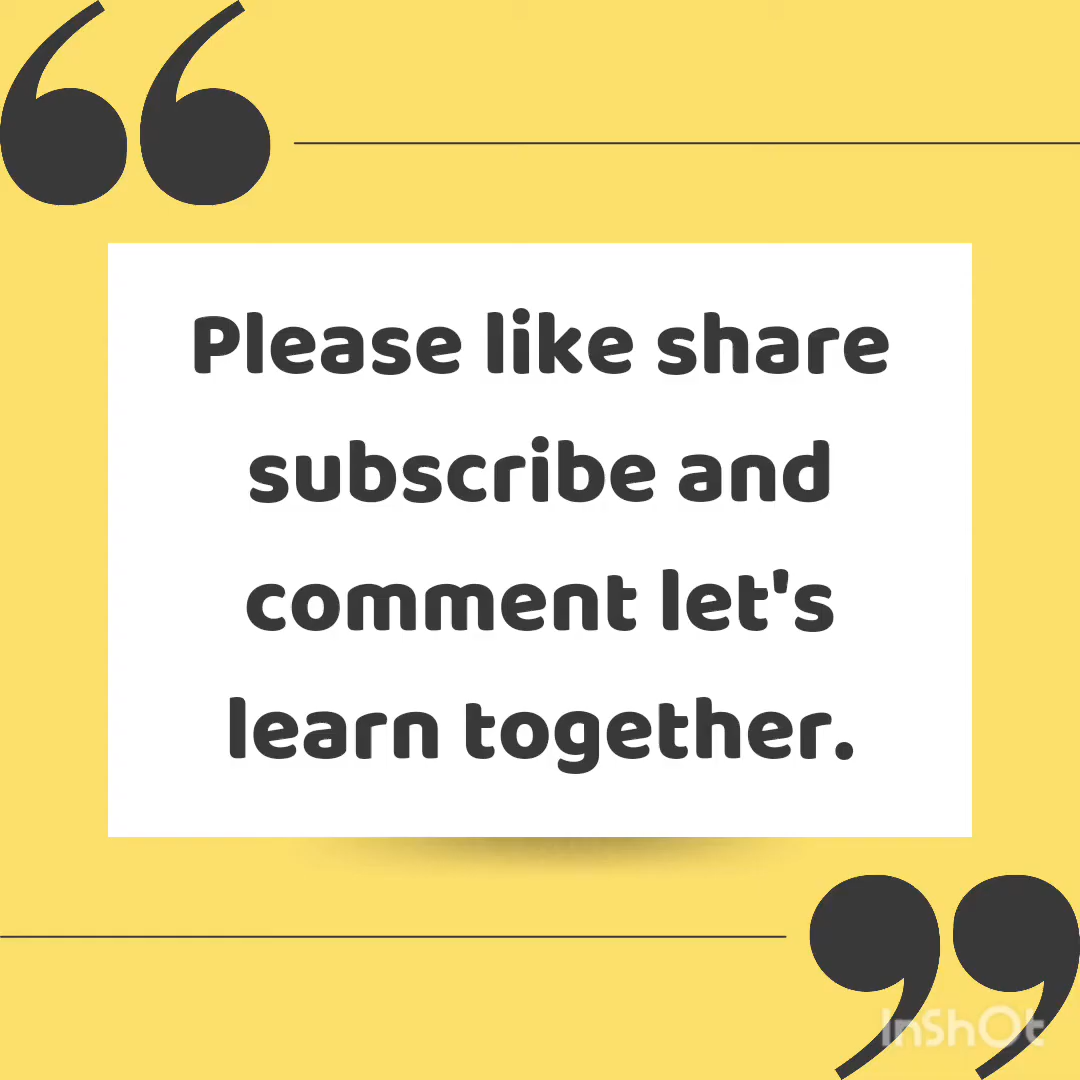 Please like share
subscribe and
comment let's
learn together.
InShOt